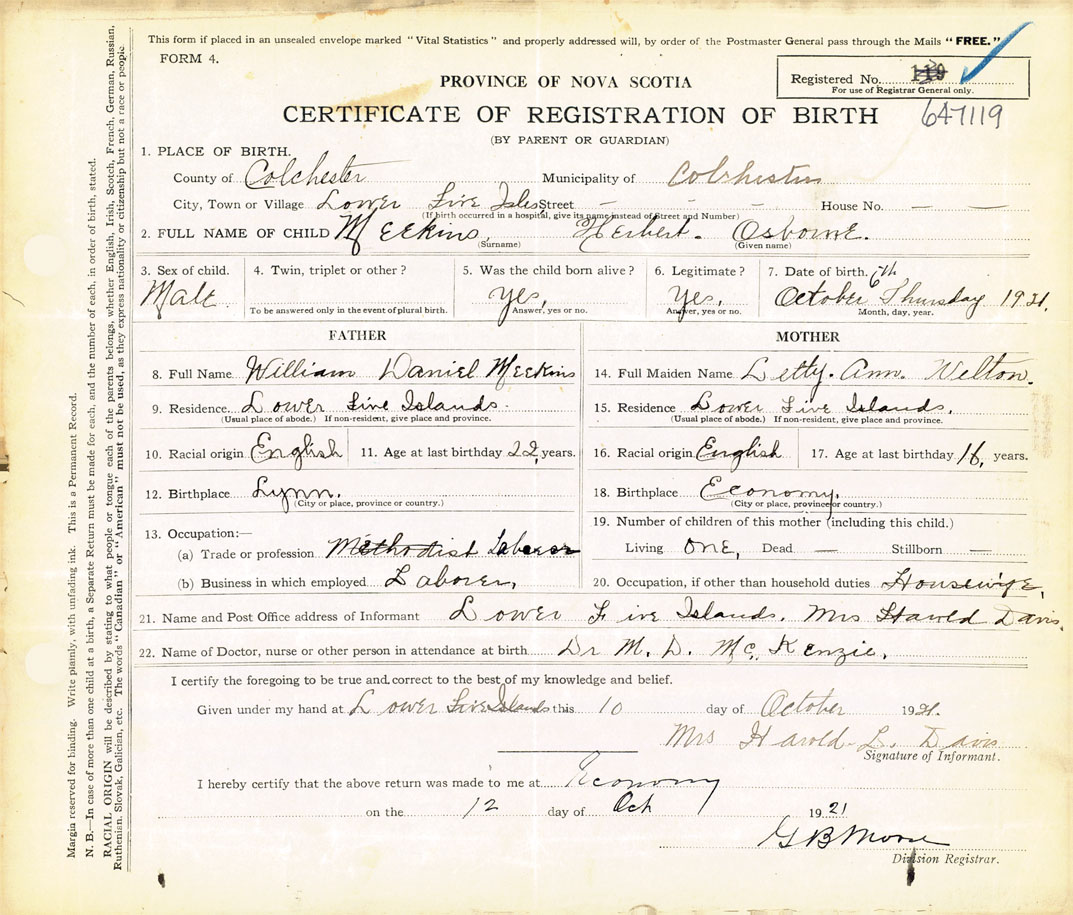 This form if placed in an unsealed envelope marked "Vital Statistics" and properly addressed will, by order of the Postmaster General pass through the Mails "FREE."
FORM 4.
Registered No. 119
For use of Registrar General only.
647119
PROVINCE OF NOVA SCOTIA
CERTIFICATE OF REGISTRATION OF BIRTH
(BY PARENT OR GUARDIAN)
1. PLACE OF BIRTH.
County of Colchester Municipality of Colchester
City, Town or Village Lower Five Isles Street — — — House No. — —
(If birth occurred in a hospital, give its name instead of Street and Number)
2. FULL NAME OF CHILD Meekins, Herbert. Osborne.
(Surname) (Given name)
3. Sex of child. 4. Twin, triplet or other? 5. Was the child born alive? 6. Legitimate? 7. Date of birth. 6th
Male. Yes, Yes, October Thursday 1921.
To be answered only in the event of plural birth. Answer, yes or no. Answer, yes or no. Month, day, year.
FATHER MOTHER
8. Full Name William Daniel Meekins 14. Full Maiden Name Letty. Ann. Welton.
9. Residence Lower Five Islands 15. Residence Lower Five Islands.
(Usual place of abode.) If non-resident, give place and province. (Usual place of abode.) If non-resident, give place and province.
10. Racial origin English 11. Age at last birthday 22, years. 16. Racial origin English 17. Age at last birthday 18, years.
12. Birthplace Lynn. 18. Birthplace Economy.
(City or place, province or country.) (City or place, province or country.)
13. Occupation:— 19. Number of children of this mother (including this child.)
(a) Trade or profession Methodist Laborer Living ONE, Dead — Stillborn —
(b) Business in which employed Laborer, 20. Occupation, if other than household duties Housewife,
21. Name and Post Office address of Informant Lower Five Islands. Mrs Harold Davis.
22. Name of Doctor, nurse or other person in attendance at birth Dr M. D. McKenzie,
I certify the foregoing to be true and correct to the best of my knowledge and belief.
Given under my hand at Lower Five Islands this 10 day of October 1921.
Mrs Harold. L. Davis
Signature of Informant.
I hereby certify that the above return was made to me at Economy
on the 12 day of Oct 1921
G B Morse
Division Registrar.
Margin reserved for binding. Write plainly, with unfading ink. This is a Permanent Record.
N. B.—In case of more than one child at a birth, a Separate Return must be made for each, and the number of each, in order of birth, stated.
RACIAL ORIGIN will be described by stating to what people or tongue each of the parents belongs, whether English, Irish, Scotch, French, German, Russian,
Ruthenian, Slovak, Galician, etc. The words "Canadian" or "American" must not be used, as they express nationality or citizenship but not a race or people.